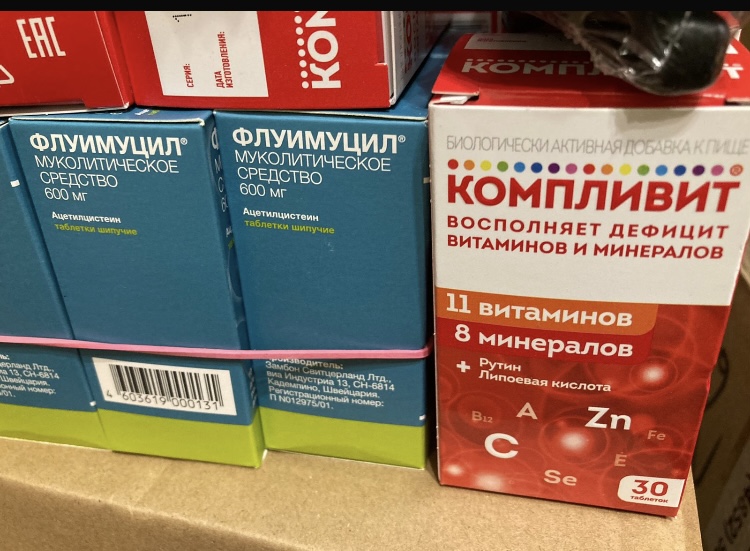 EAC
СЕРИЯ:
ДАТА
ИЗГОТОВЛЕНИЯ:
КОМ
ФЛУИМУЦИЛ®
МУКОЛИТИЧЕСКОЕ
СРЕДСТВО
600 мг
Ацетилцистеин
таблетки шипучие
4 603619 000131
ФЛУИМУЦИЛ®
МУКОЛИТИЧЕСКОЕ
СРЕДСТВО
600 мг
Ацетилцистеин
таблетки шипучие
Производитель:
Замбон Свитцерланд Лтд.,
виа Индустриа 13, CH-6814
Кадемпино, Швейцария.
Регистрационный номер:
П N012975/01.
БИОЛОГИЧЕСКИ АКТИВНАЯ ДОБАВКА К ПИЩЕ
КОМПЛИВИТ®
ВОСПОЛНЯЕТ ДЕФИЦИТ
ВИТАМИНОВ И МИНЕРАЛОВ
11 витаминов
8 минералов
+ Рутин
Липоевая кислота
B12 A Zn Fe
C Se E
30
таблеток